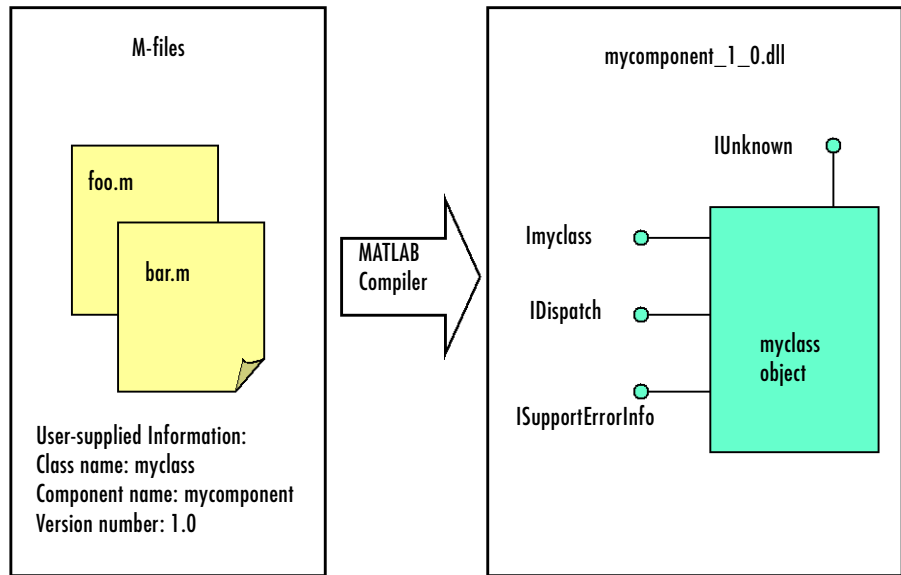 M-files
foo.m
bar.m
User-supplied Information:
Class name: myclass
Component name: mycomponent
Version number: 1.0
MATLAB
Compiler
mycomponent_1_0.dll
IUnknown
Imyclass
IDispatch
ISupportErrorInfo
myclass
object